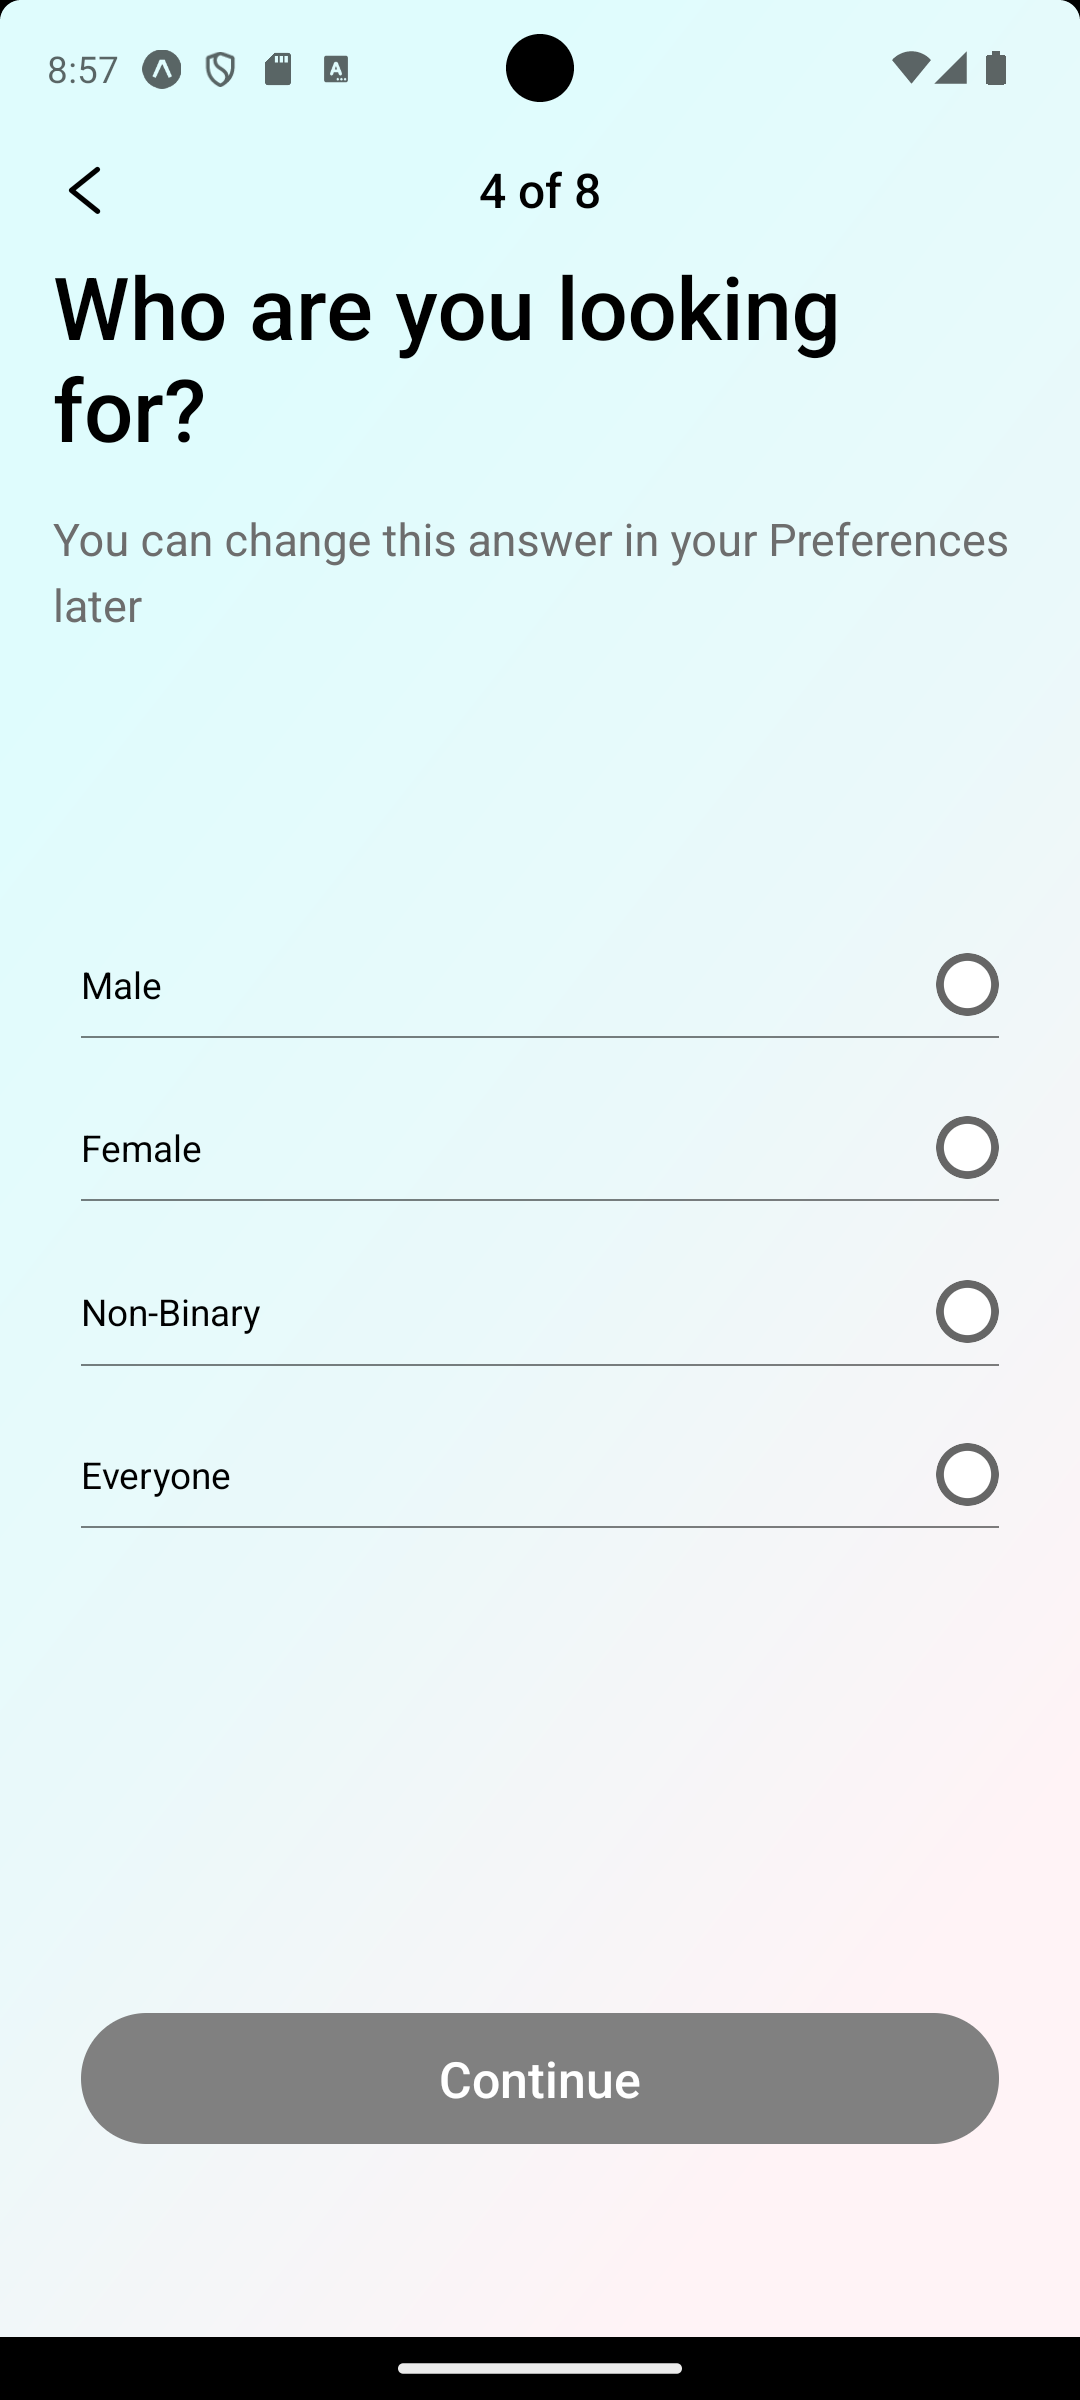 8:57
4 of 8
Who are you looking
for?
You can change this answer in your Preferences
later
Male
Female
Non-Binary
Everyone
Continue